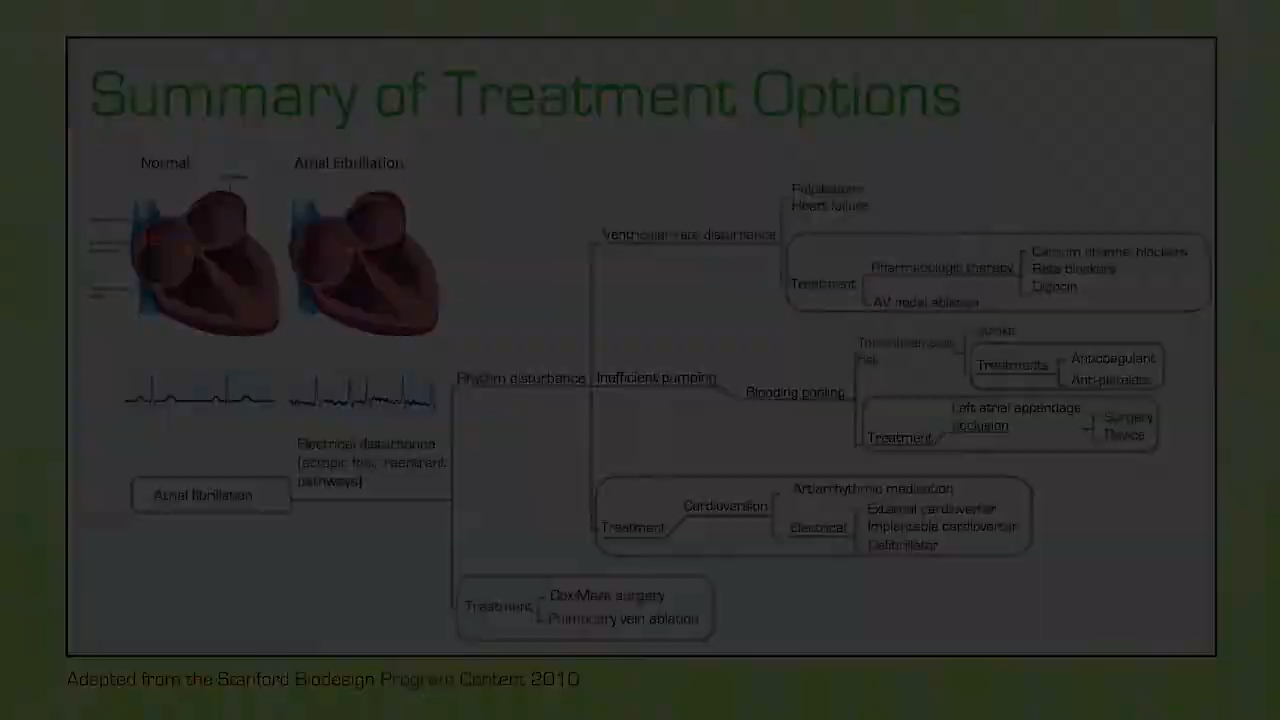 Summary of Treatment Options
Normal
Atrial Fibrillation
Palpitations
Heart failure
Ventricular rate disturbance
Treatment
Pharmacologic therapy
Calcium channel blockers
Beta blockers
Digoxin
AV nodal ablation
Rhythm disturbance
Inefficient pumping
Blooding pooling
risk
Stroke
Treatments
Anticoagulant
Anti-platelets
Treatment
Left atrial appendage
occlusion
Surgery
Device
Electrical disturbance
(ectopic foci, reentrant
pathways)
Atrial fibrillation
Treatment
Cardioversion
Antiarrhythmic medication
Electrical
External cardioverter
Implantable cardioverter
Defibrillator
Treatment
Cox-Maze surgery
Pulmonary vein ablation
Adapted from the Stanford Biodesign Program Content 2010